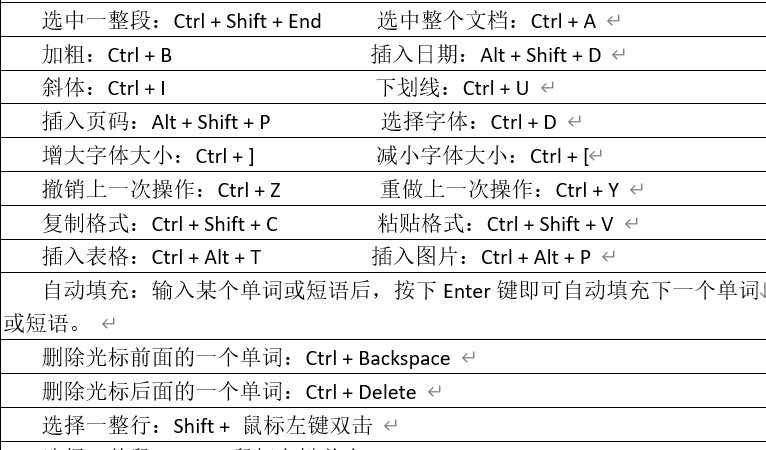 选中一整段：Ctrl + Shift + End 选中整个文档：Ctrl + A
加粗：Ctrl + B 插入日期：Alt + Shift + D
斜体：Ctrl + I 下划线：Ctrl + U
插入页码：Alt + Shift + P 选择字体：Ctrl + D
增大字体大小：Ctrl + ] 减小字体大小：Ctrl + [
撤销上一次操作：Ctrl + Z 重做上一次操作：Ctrl + Y
复制格式：Ctrl + Shift + C 粘贴格式：Ctrl + Shift + V
插入表格：Ctrl + Alt + T 插入图片：Ctrl + Alt + P
自动填充：输入某个单词或短语后，按下 Enter 键即可自动填充下一个单词
或短语。
删除光标前面的一个单词：Ctrl + Backspace
删除光标后面的一个单词：Ctrl + Delete
选择一整行：Shift + 鼠标左键双击